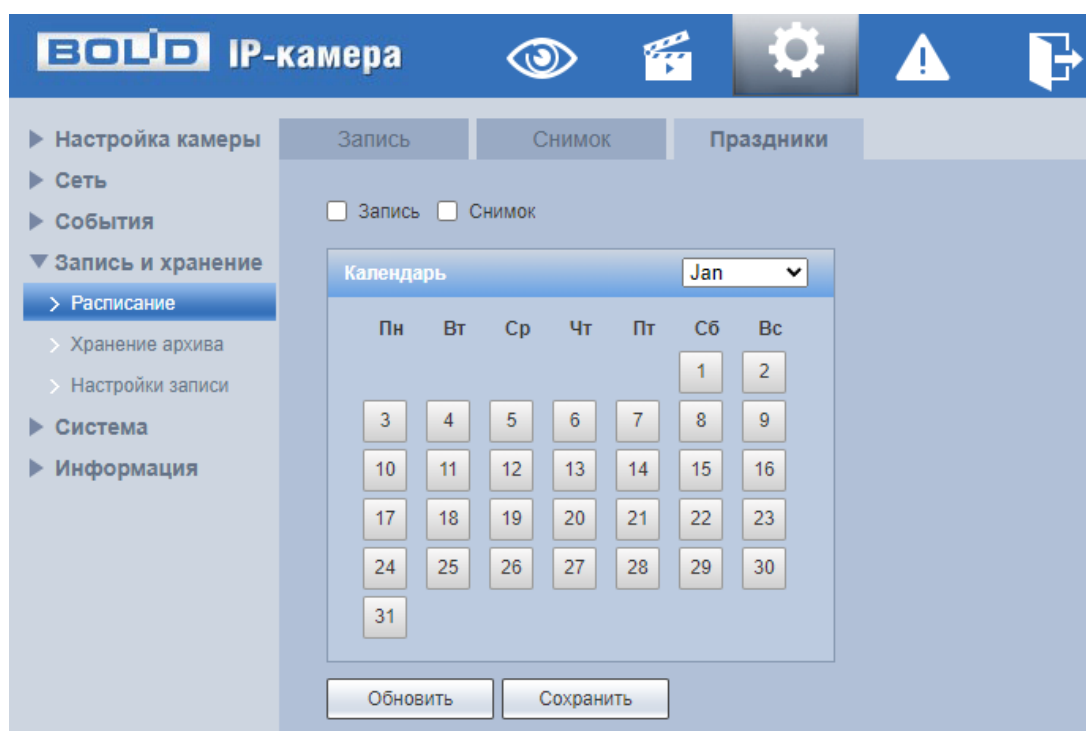 BOLID IP-камера
Настройка камеры
Сеть
События
Запись и хранение
Расписание
Хранение архива
Настройки записи
Система
Информация
Запись Снимок Праздники
Запись Снимок
Календарь Jan
Пн Вт Ср Чт Пт Сб Вс
1 2
3 4 5 6 7 8 9
10 11 12 13 14 15 16
17 18 19 20 21 22 23
24 25 26 27 28 29 30
31
Обновить Сохранить